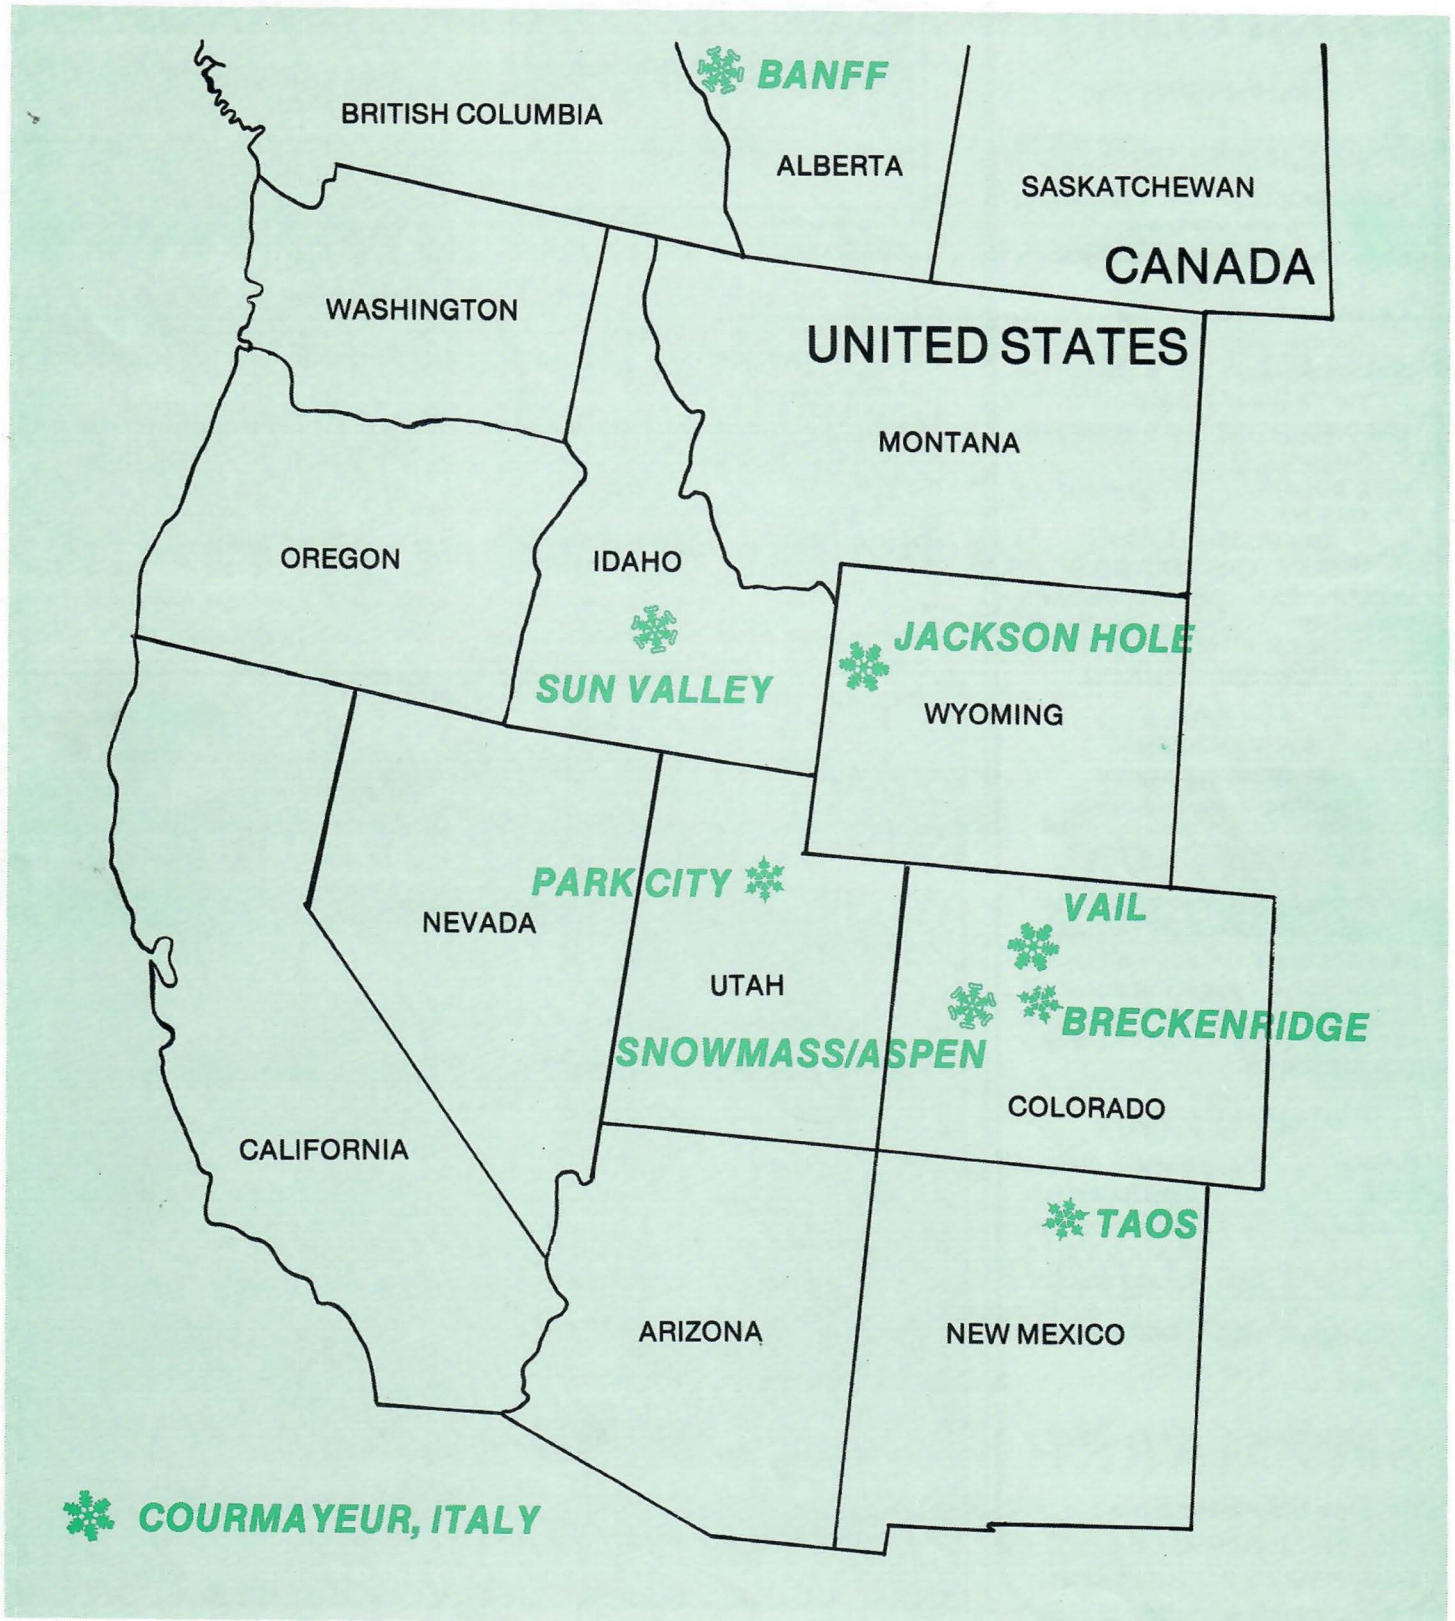 BANFF
BRITISH COLUMBIA
ALBERTA
SASKATCHEWAN
CANADA
WASHINGTON
UNITED STATES
MONTANA
OREGON
IDAHO
JACKSON HOLE
SUN VALLEY
WYOMING
PARK CITY
VAIL
NEVADA
UTAH
BRECKENRIDGE
SNOWMASS/ASPEN
COLORADO
CALIFORNIA
TAOS
ARIZONA
NEW MEXICO
COURMAYEUR, ITALY